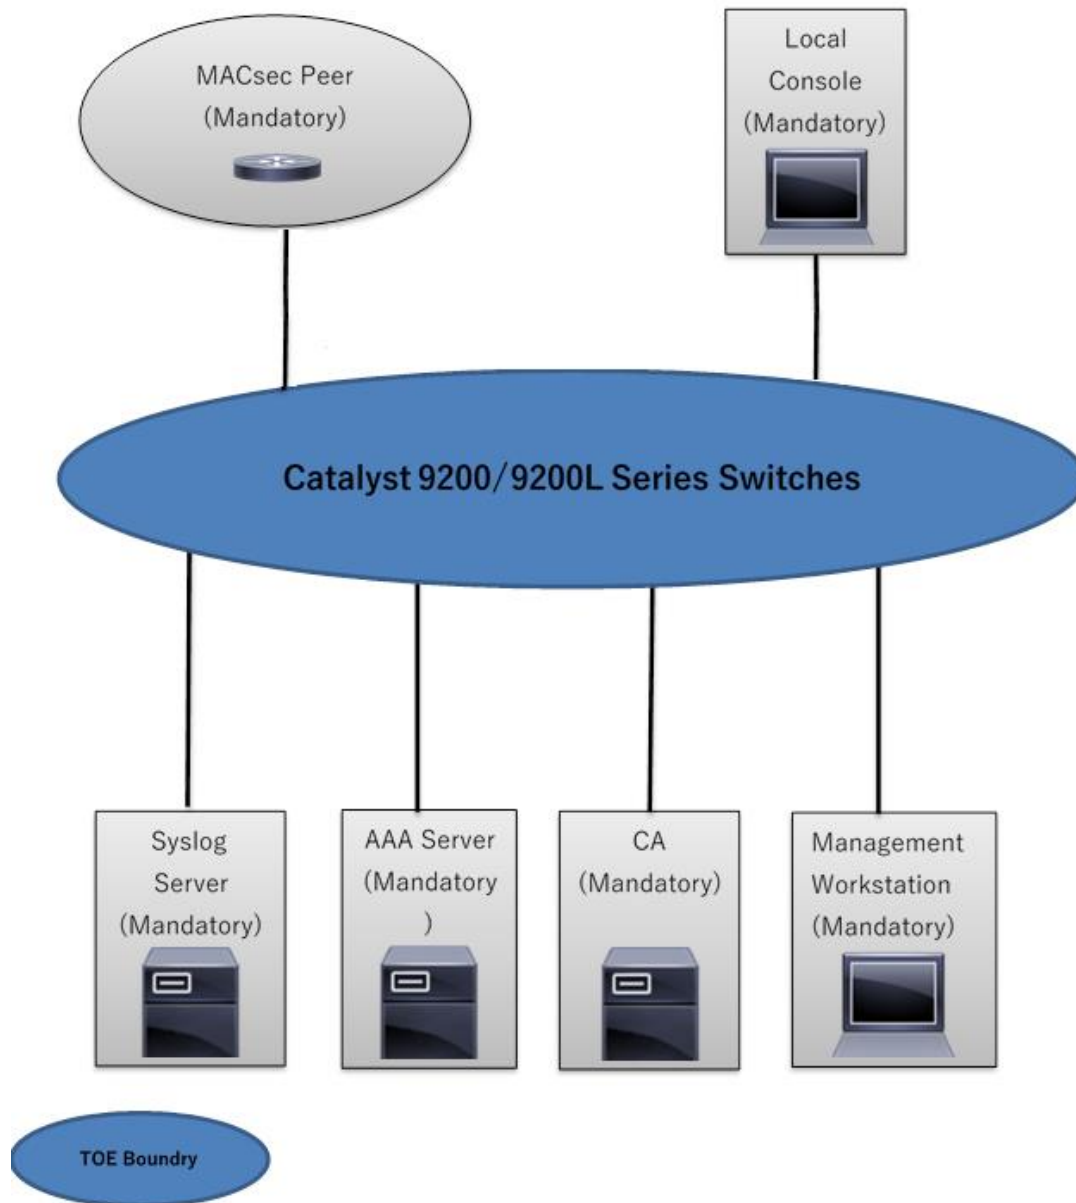 MACsec Peer
(Mandatory)
Local
Console
(Mandatory)
Catalyst 9200/9200L Series Switches
Syslog
Server
(Mandatory)
AAA Server
(Mandatory
)
CA
(Mandatory)
Management
Workstation
(Mandatory)
TOE Boundry